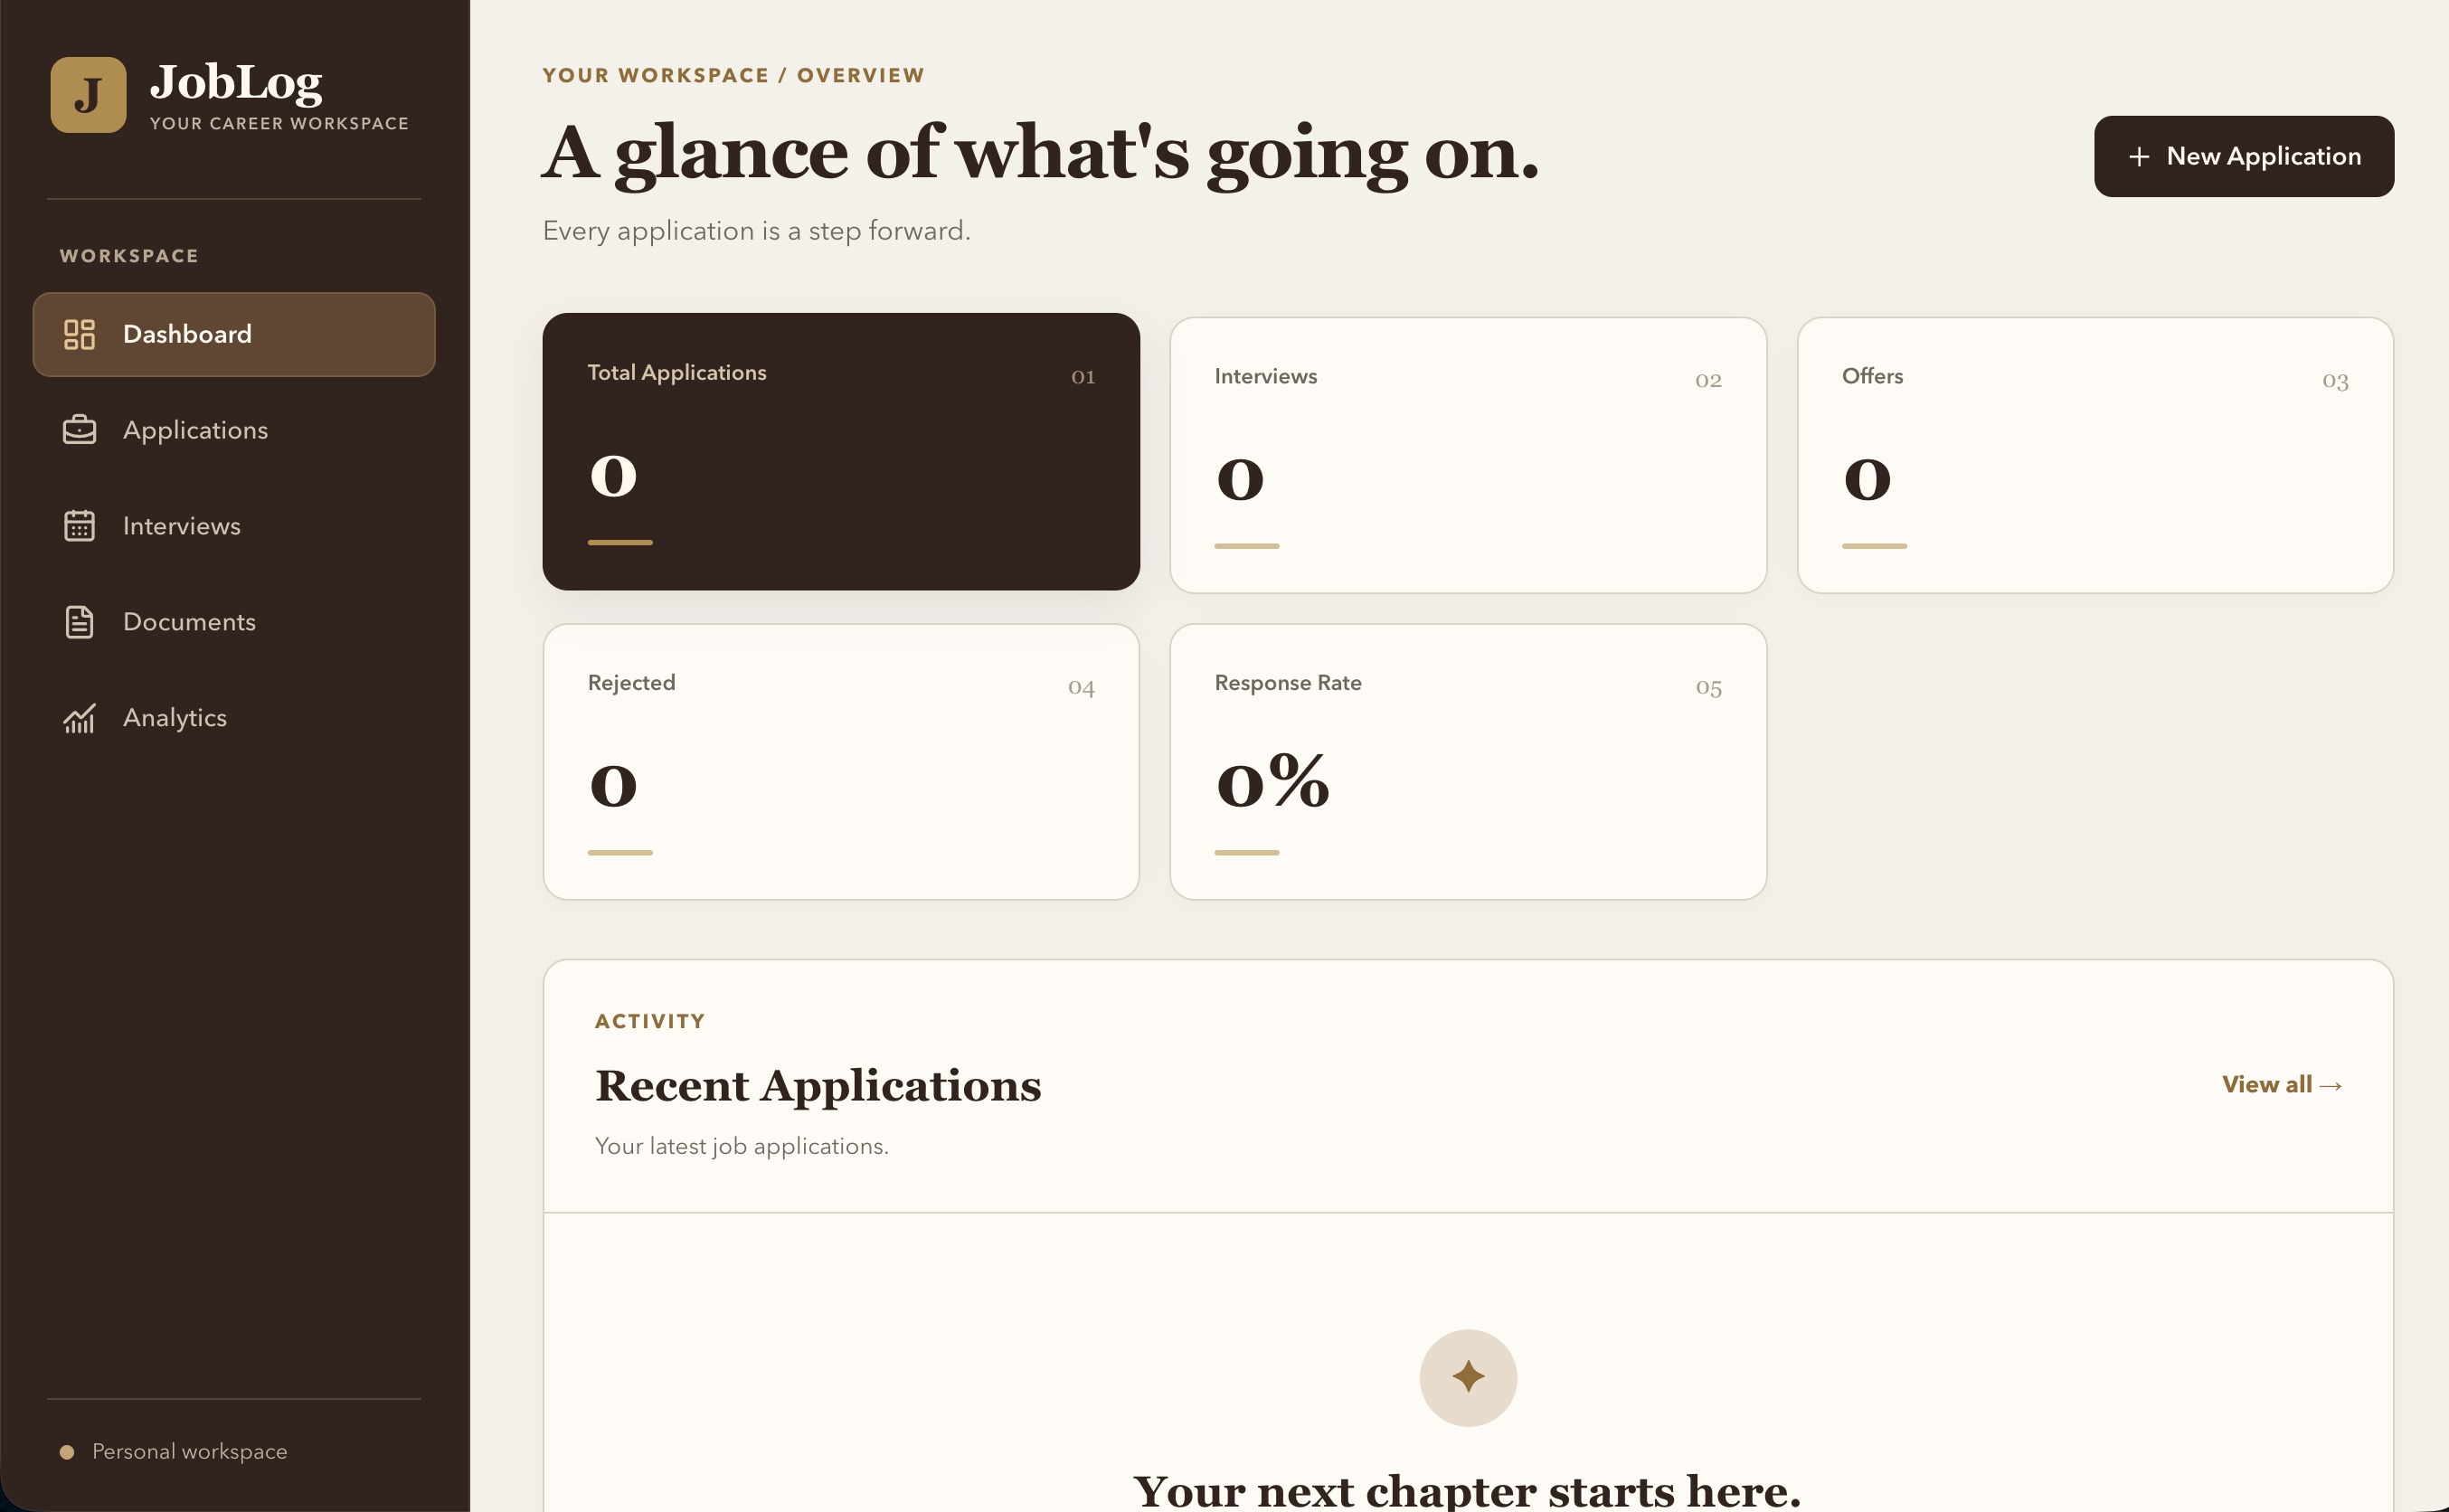 J
JobLog
YOUR CAREER WORKSPACE
WORKSPACE
Dashboard
Applications
Interviews
Documents
Analytics
Personal workspace
YOUR WORKSPACE / OVERVIEW
A glance of what's going on.
Every application is a step forward.
+ New Application
Total Applications 01
0
Interviews 02
0
Offers 03
0
Rejected 04
0
Response Rate 05
0%
ACTIVITY
Recent Applications
View all →
Your latest job applications.
Your next chapter starts here.